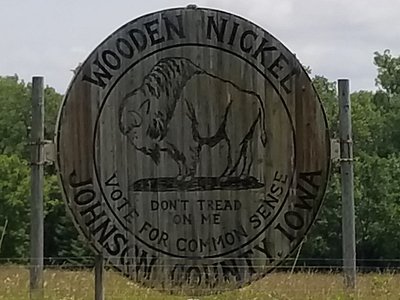 WOODEN NICKEL
DON'T TREAD
ON ME
VOTE FOR COMMON SENSE
JOHNSON COUNTY, IOWA